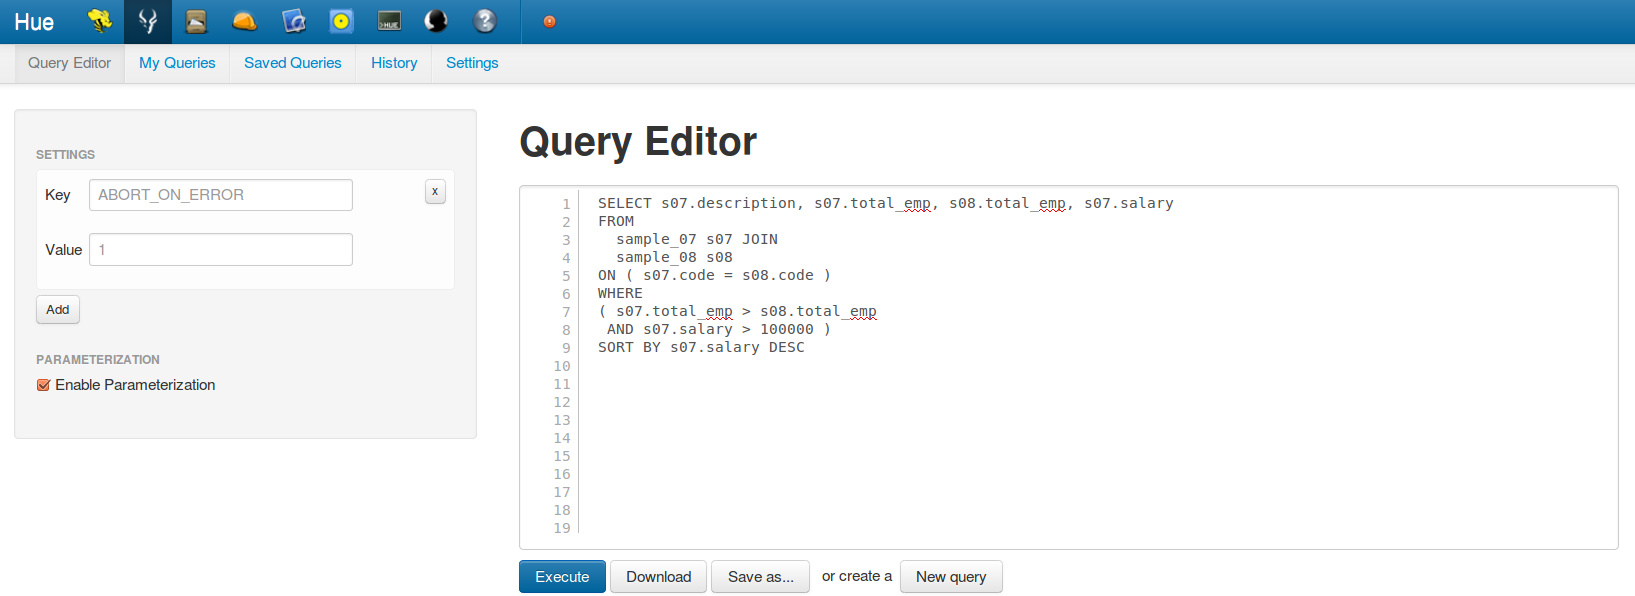 Hue
>HUE
?
Query Editor
My Queries
Saved Queries
History
Settings
SETTINGS
Key
ABORT_ON_ERROR
x
Value
1
Add
PARAMETERIZATION
Enable Parameterization
Query Editor
1 SELECT s07.description, s07.total_emp, s08.total_emp, s07.salary
2 FROM
3   sample_07 s07 JOIN
4   sample_08 s08
5 ON ( s07.code = s08.code )
6 WHERE
7 ( s07.total_emp > s08.total_emp
8  AND s07.salary > 100000 )
9 SORT BY s07.salary DESC
10
11
12
13
14
15
16
17
18
19
Execute
Download
Save as...
or create a
New query